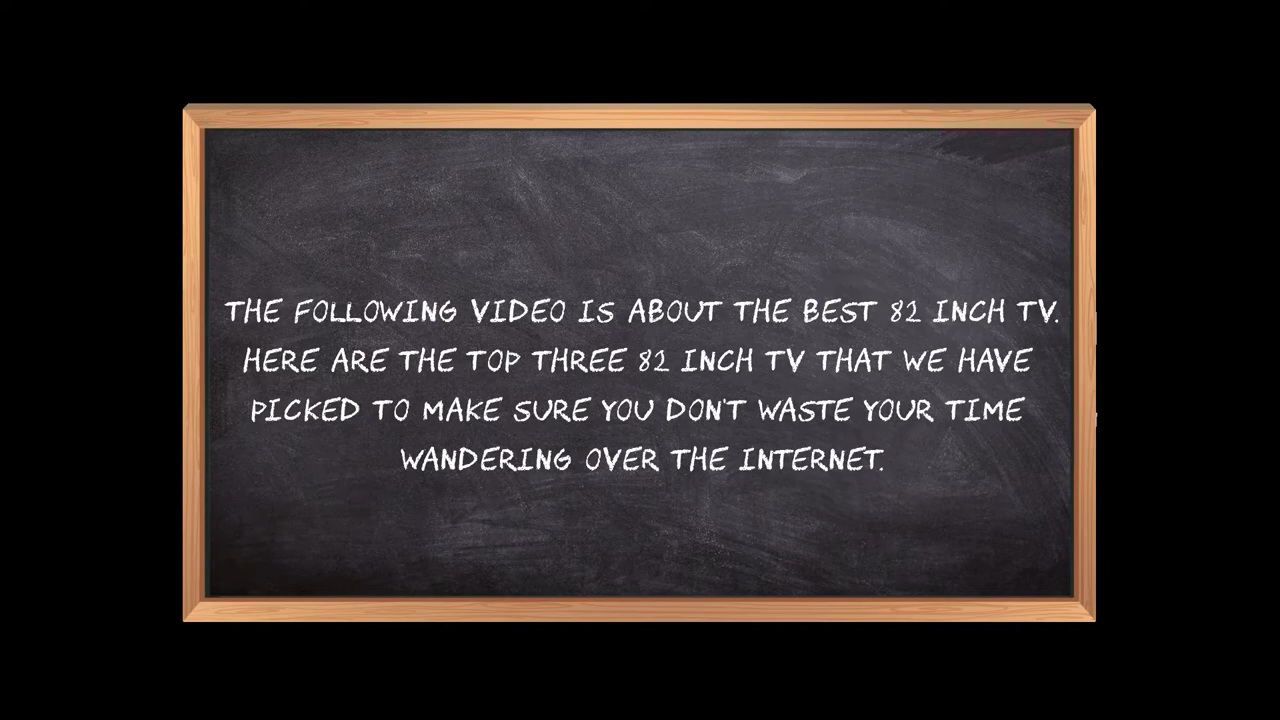 THE FOLLOWING VIDEO IS ABOUT THE BEST 82 INCH TV.
HERE ARE THE TOP THREE 82 INCH TV THAT WE HAVE
PICKED TO MAKE SURE YOU DON'T WASTE YOUR TIME
WANDERING OVER THE INTERNET.